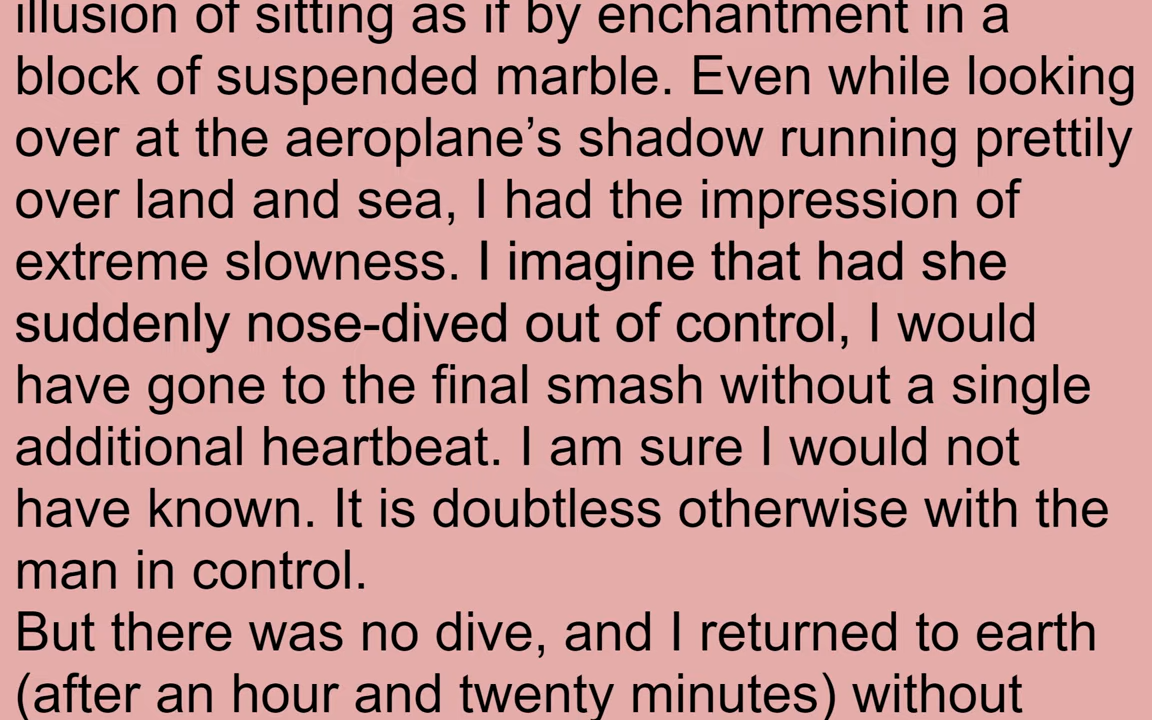 illusion of sitting as if by enchantment in a
block of suspended marble. Even while looking
over at the aeroplane’s shadow running prettily
over land and sea, I had the impression of
extreme slowness. I imagine that had she
suddenly nose-dived out of control, I would
have gone to the final smash without a single
additional heartbeat. I am sure I would not
have known. It is doubtless otherwise with the
man in control.
But there was no dive, and I returned to earth
(after an hour and twenty minutes) without